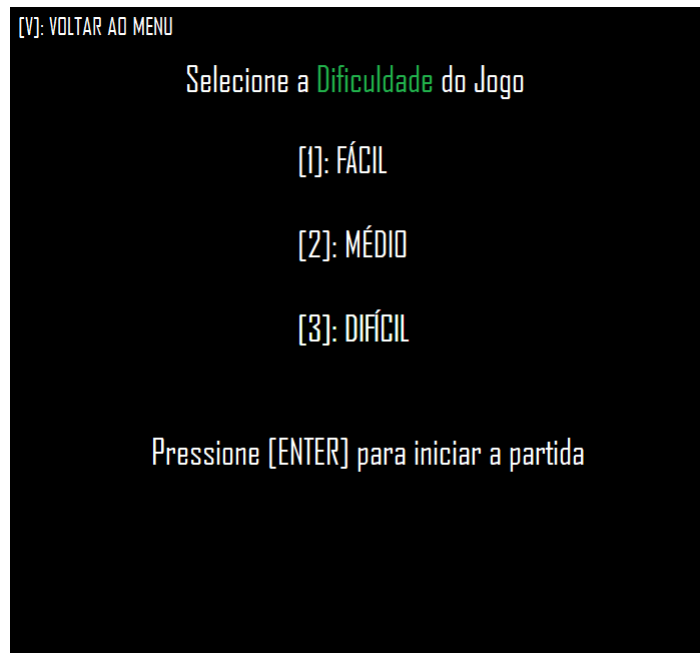 [V]: VOLTAR AO MENU
Selecione a Dificuldade do Jogo
[1]: FÁCIL
[2]: MÉDIO
[3]: DIFÍCIL
Pressione [ENTER] para iniciar a partida